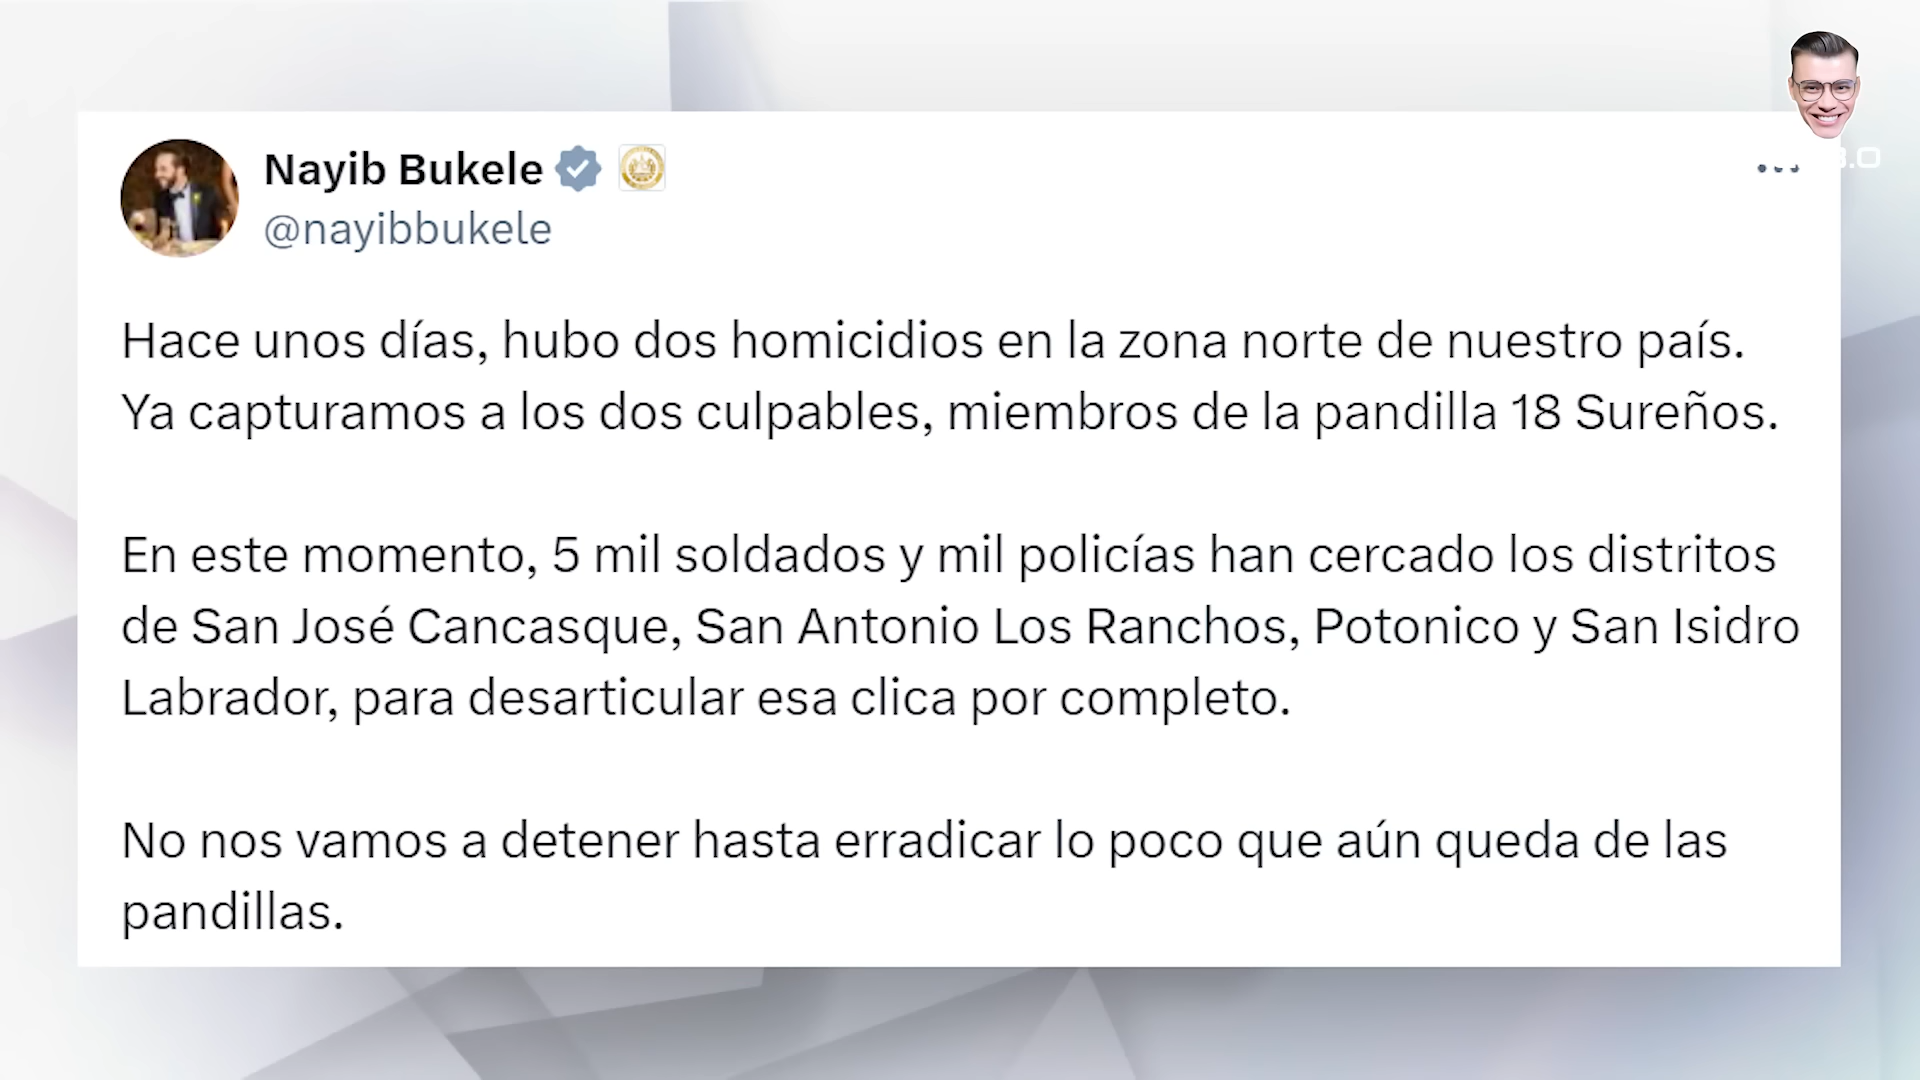 Nayib Bukele
@nayibbukele
Hace unos días, hubo dos homicidios en la zona norte de nuestro país.
Ya capturamos a los dos culpables, miembros de la pandilla 18 Sureños.
En este momento, 5 mil soldados y mil policías han cercado los distritos
de San José Cancasque, San Antonio Los Ranchos, Potonico y San Isidro
Labrador, para desarticular esa clica por completo.
No nos vamos a detener hasta erradicar lo poco que aún queda de las
pandillas.